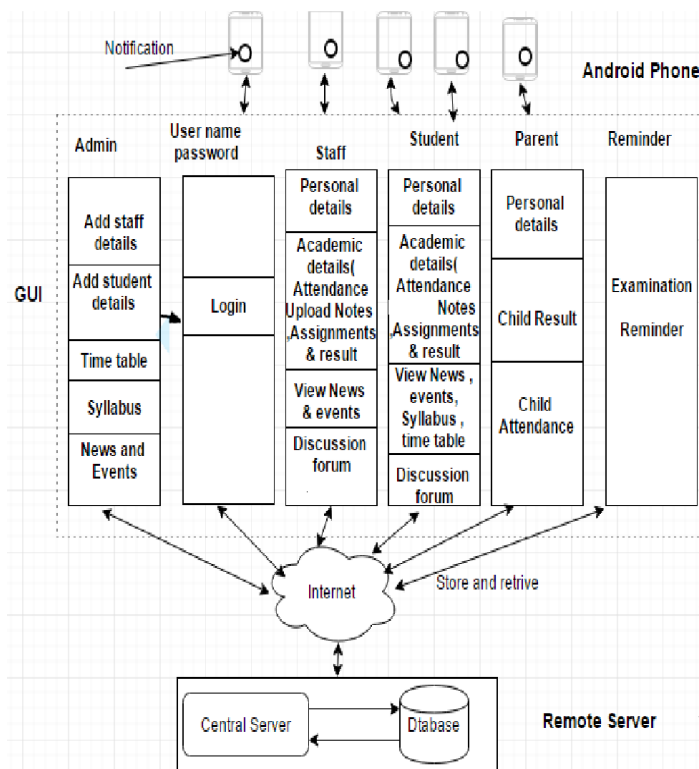 Notification
Android Phone
Admin
User name
password
Staff
Student
Parent
Reminder
GUI
Add staff
details
Add student
details
Time table
Syllabus
News and
Events
Login
Personal
details
Academic
details(
Attendance
Upload Notes
,Assignments
& result
View News
& events
Discussion
forum
Personal
details
Academic
details(
Attendance
Notes
,Assignments
& result
View News ,
events,
Syllabus ,
time table
Discussion
forum
Personal
details
Child Result
Child
Attendance
Examination
Reminder
Internet
Store and retrive
Central Server
Dtabase
Remote Server